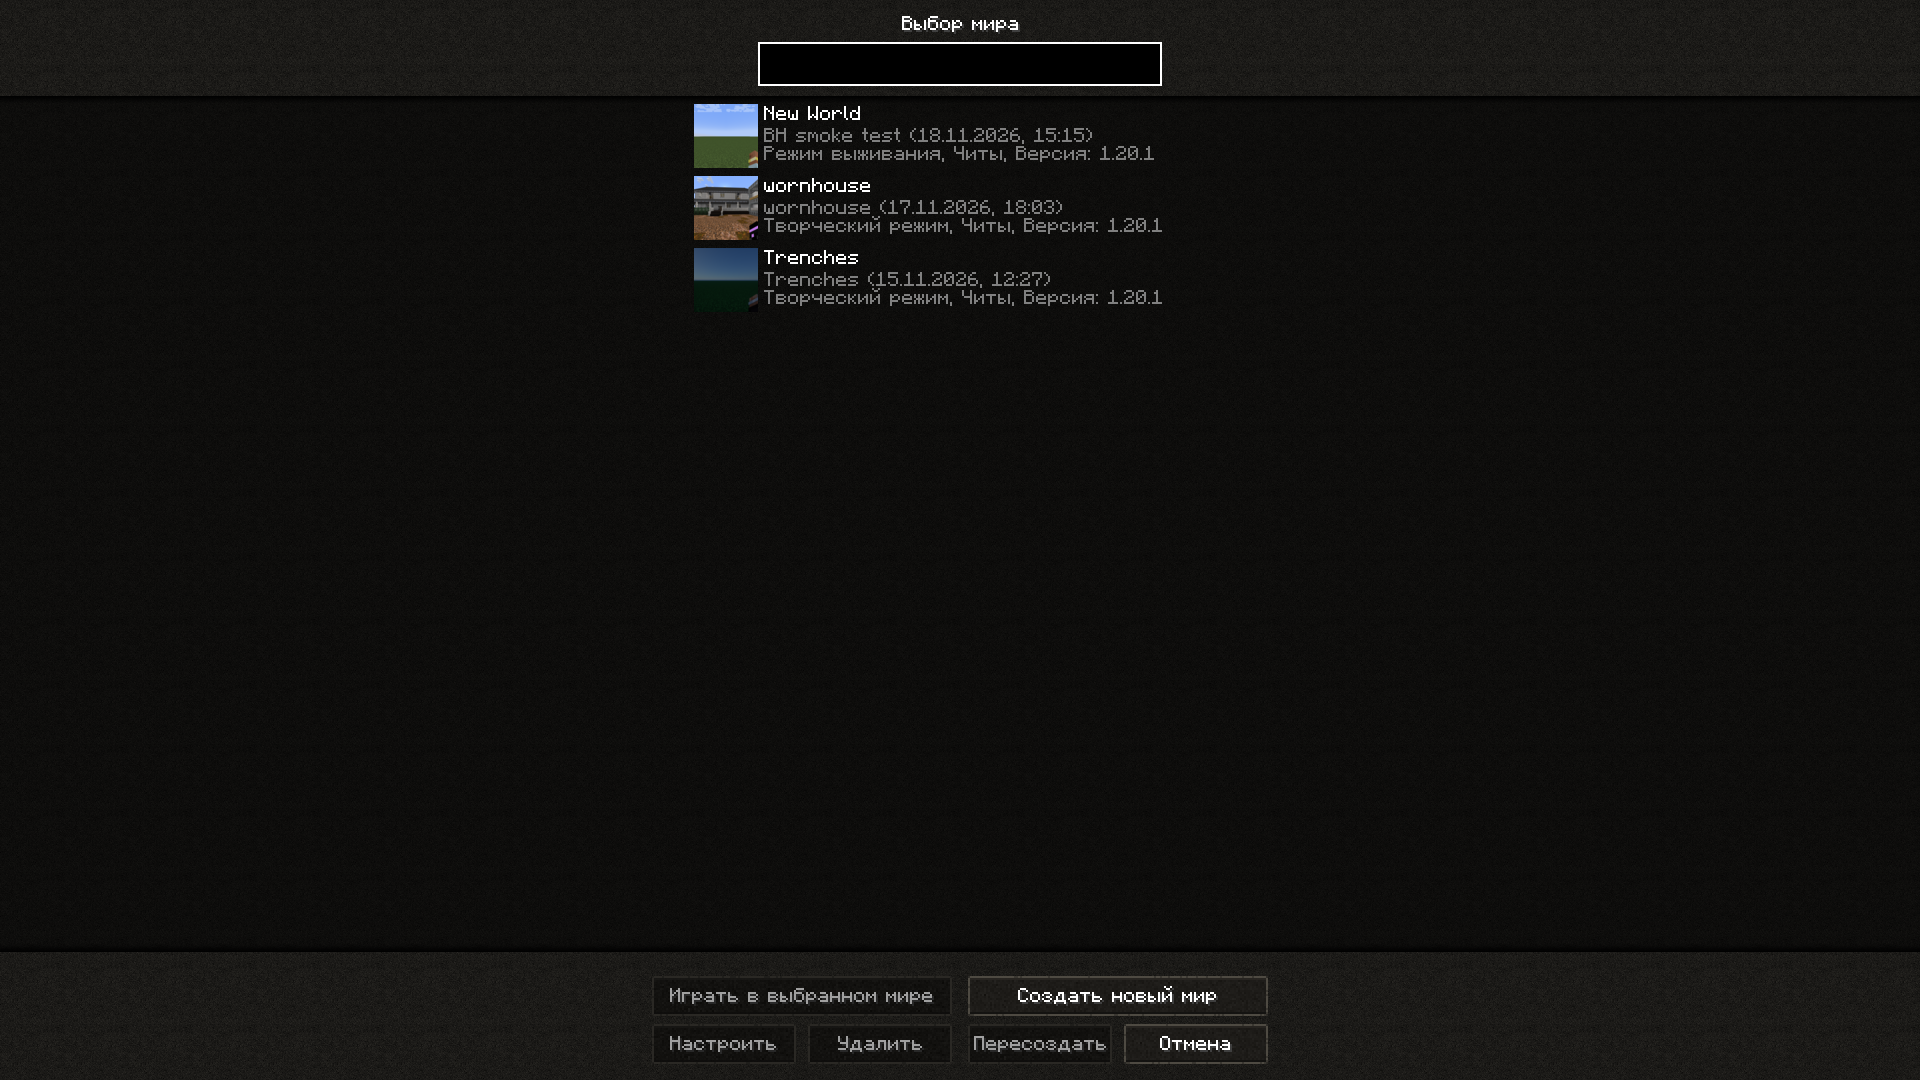 Выбор мира
New World
BH smoke test (18.11.2026, 15:15)
Режим выживания, Читы, Версия: 1.20.1
wornhouse
wornhouse (17.11.2026, 18:03)
Творческий режим, Читы, Версия: 1.20.1
Trenches
Trenches (15.11.2026, 12:27)
Творческий режим, Читы, Версия: 1.20.1
Играть в выбранном мире
Создать новый мир
Настроить
Удалить
Пересоздать
Отмена